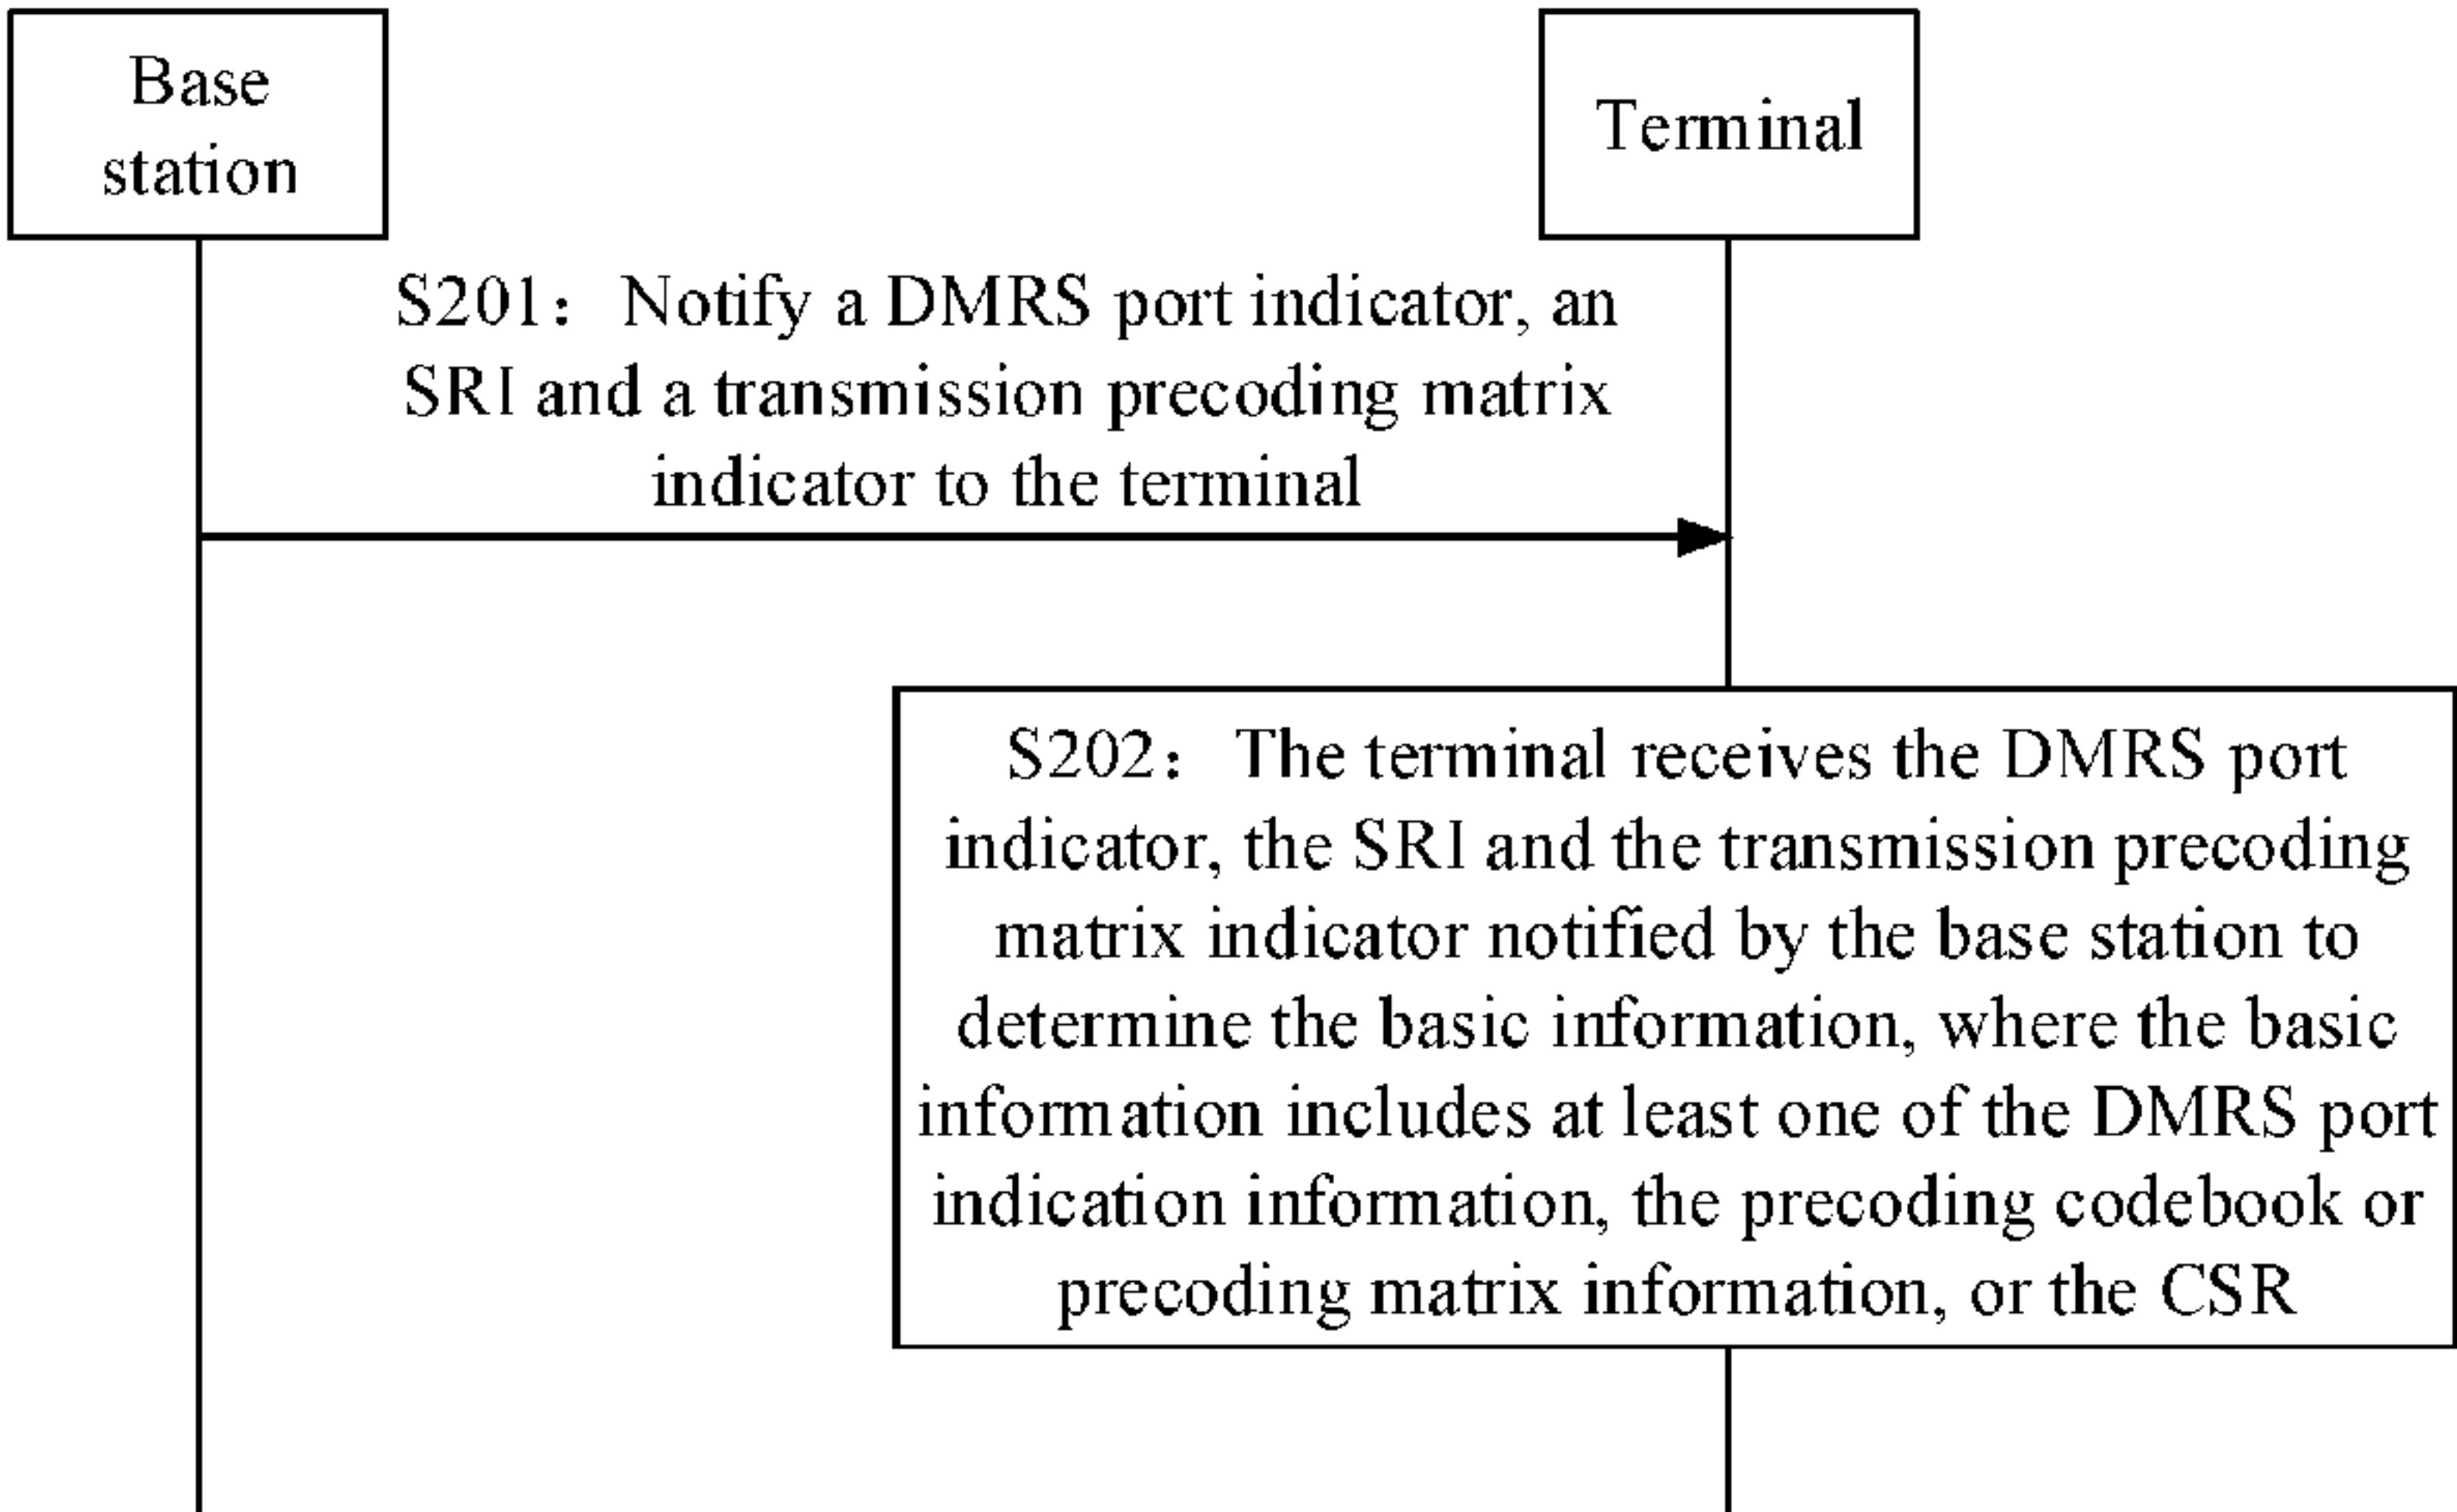 Base
station
Terminal
S201： Notify a DMRS port indicator, an
SRI and a transmission precoding matrix
indicator to the terminal
S202： The terminal receives the DMRS port
indicator, the SRI and the transmission precoding
matrix indicator notified by the base station to
determine the basic information, where the basic
information includes at least one of the DMRS port
indication information, the precoding codebook or
precoding matrix information, or the CSR